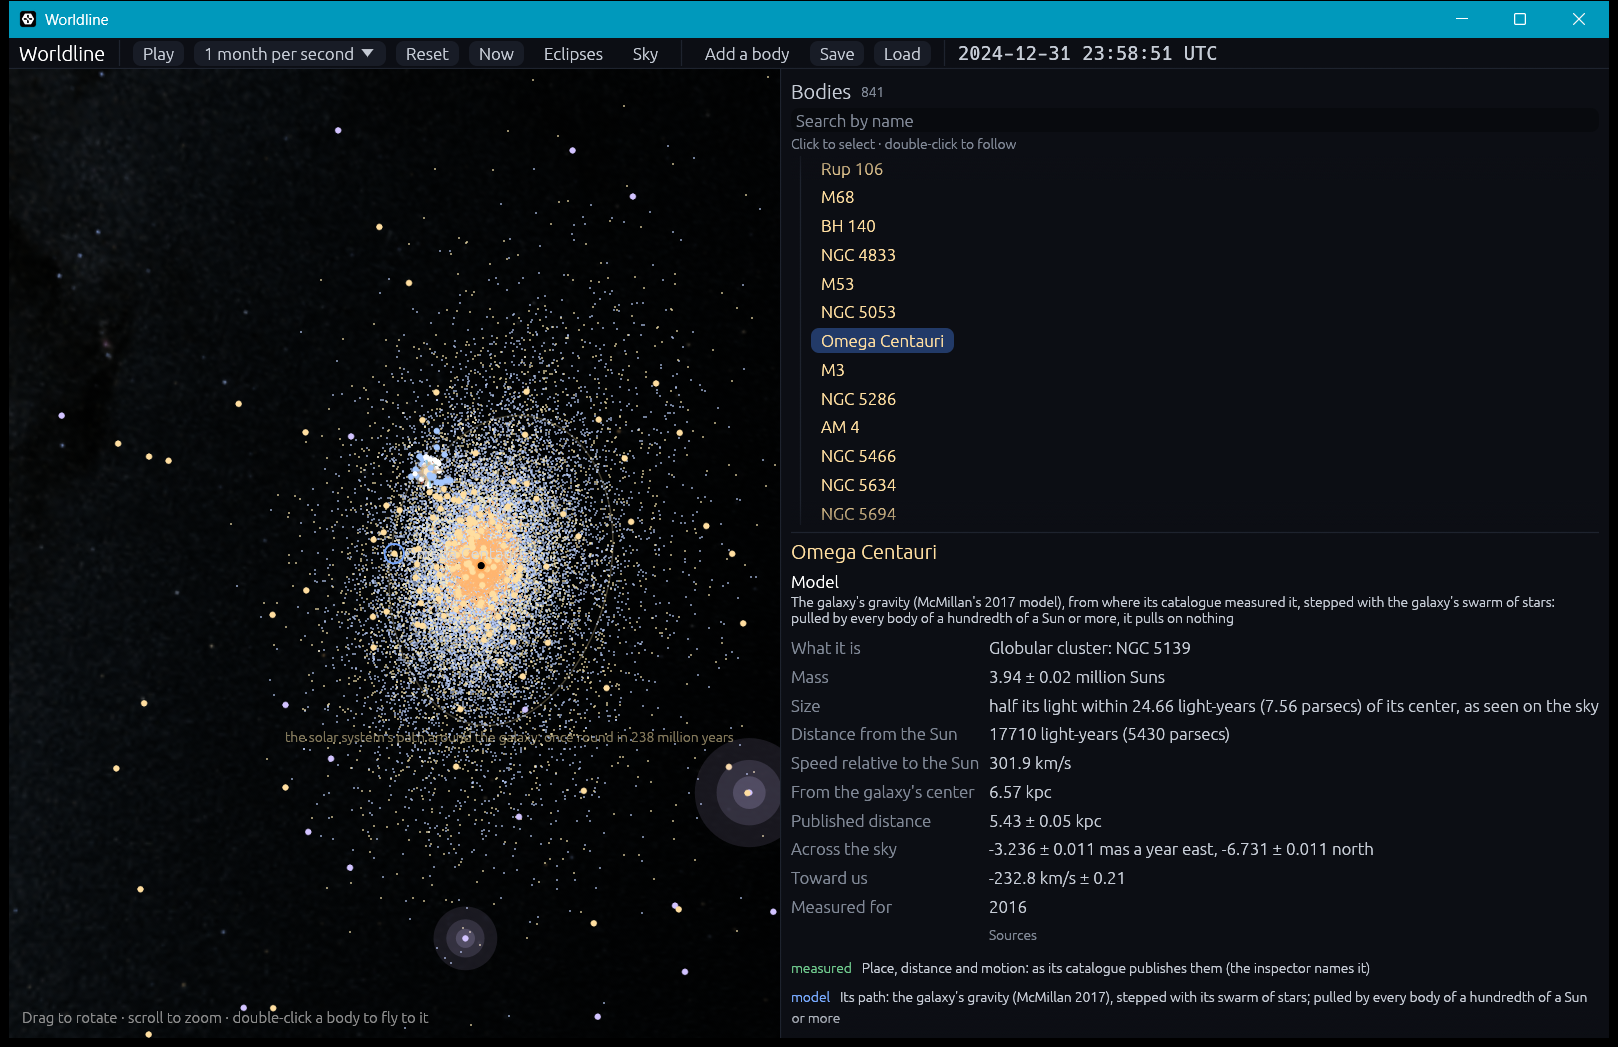 Worldline
Worldline Play 1 month per second Reset Now Eclipses Sky Add a body Save Load 2024-12-31 23:58:51 UTC
Bodies 841
Search by name
Click to select · double-click to follow
Rup 106
M68
BH 140
NGC 4833
M53
NGC 5053
Omega Centauri
M3
NGC 5286
AM 4
NGC 5466
NGC 5634
NGC 5694
Omega Centauri
Model
The galaxy's gravity (McMillan's 2017 model), from where its catalogue measured it, stepped with the galaxy's swarm of stars:
pulled by every body of a hundredth of a Sun or more, it pulls on nothing
What it is Globular cluster: NGC 5139
Mass 3.94 ± 0.02 million Suns
Size half its light within 24.66 light-years (7.56 parsecs) of its center, as seen on the sky
Distance from the Sun 17710 light-years (5430 parsecs)
Speed relative to the Sun 301.9 km/s
From the galaxy's center 6.57 kpc
Published distance 5.43 ± 0.05 kpc
Across the sky -3.236 ± 0.011 mas a year east, -6.731 ± 0.011 north
Toward us -232.8 km/s ± 0.21
Measured for 2016
Sources
measured Place, distance and motion: as its catalogue publishes them (the inspector names it)
model Its path: the galaxy's gravity (McMillan 2017), stepped with its swarm of stars; pulled by every body of a hundredth of a Sun
or more
the solar system's path around the galaxy: once round in 238 million years
Drag to rotate · scroll to zoom · double-click a body to fly to it